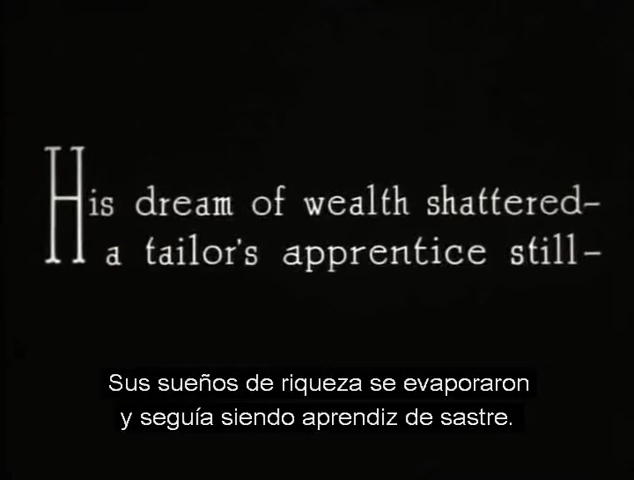 His dream of wealth shattered-
a tailor's apprentice still-
Sus sueños de riqueza se evaporaron
y seguía siendo aprendiz de sastre.